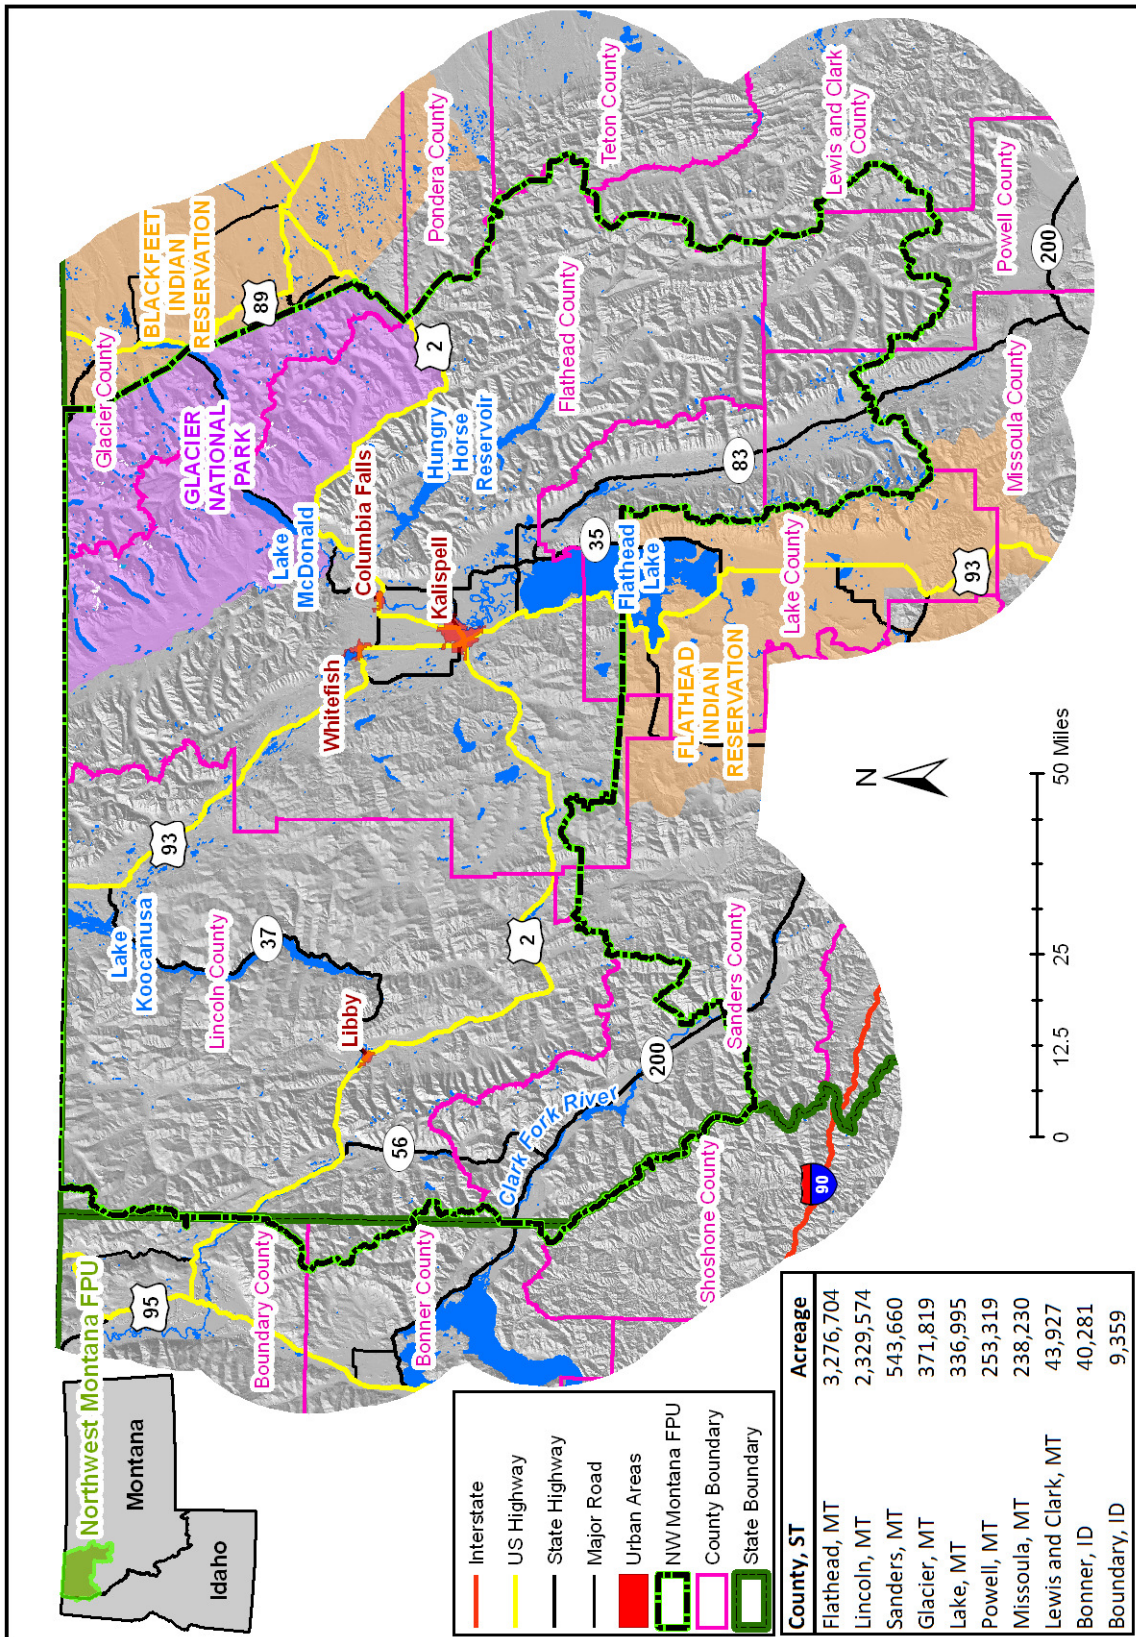 Northwest Montana FPU
Montana
Idaho
BLACKFEET
INDIAN
RESERVATION
Glacier County
GLACIER
NATIONAL
PARK
89
2
Pondera County
Teton County
Lewis and Clark
County
Powell County
200
Flathead County
Hungry
Horse
Reservoir
Lake
McDonald
Columbia Falls
Kalispell
Whitefish
83
Missoula County
35
Flathead
Lake
Lake County
93
FLATHEAD
INDIAN
RESERVATION
93
Lake
Koocanusa
Lincoln County
37
Libby
2
Sanders County
200
Clark Fork River
56
Shoshone County
90
Boundary County
95
Bonner County
N
0
12.5
25
50 Miles
Interstate
US Highway
State Highway
Major Road
Urban Areas
NW Montana FPU
County Boundary
State Boundary
County, ST Acreage
Flathead, MT 3,276,704
Lincoln, MT 2,329,574
Sanders, MT 543,660
Glacier, MT 371,819
Lake, MT 336,995
Powell, MT 253,319
Missoula, MT 238,230
Lewis and Clark, MT 43,927
Bonner, ID 40,281
Boundary, ID 9,359